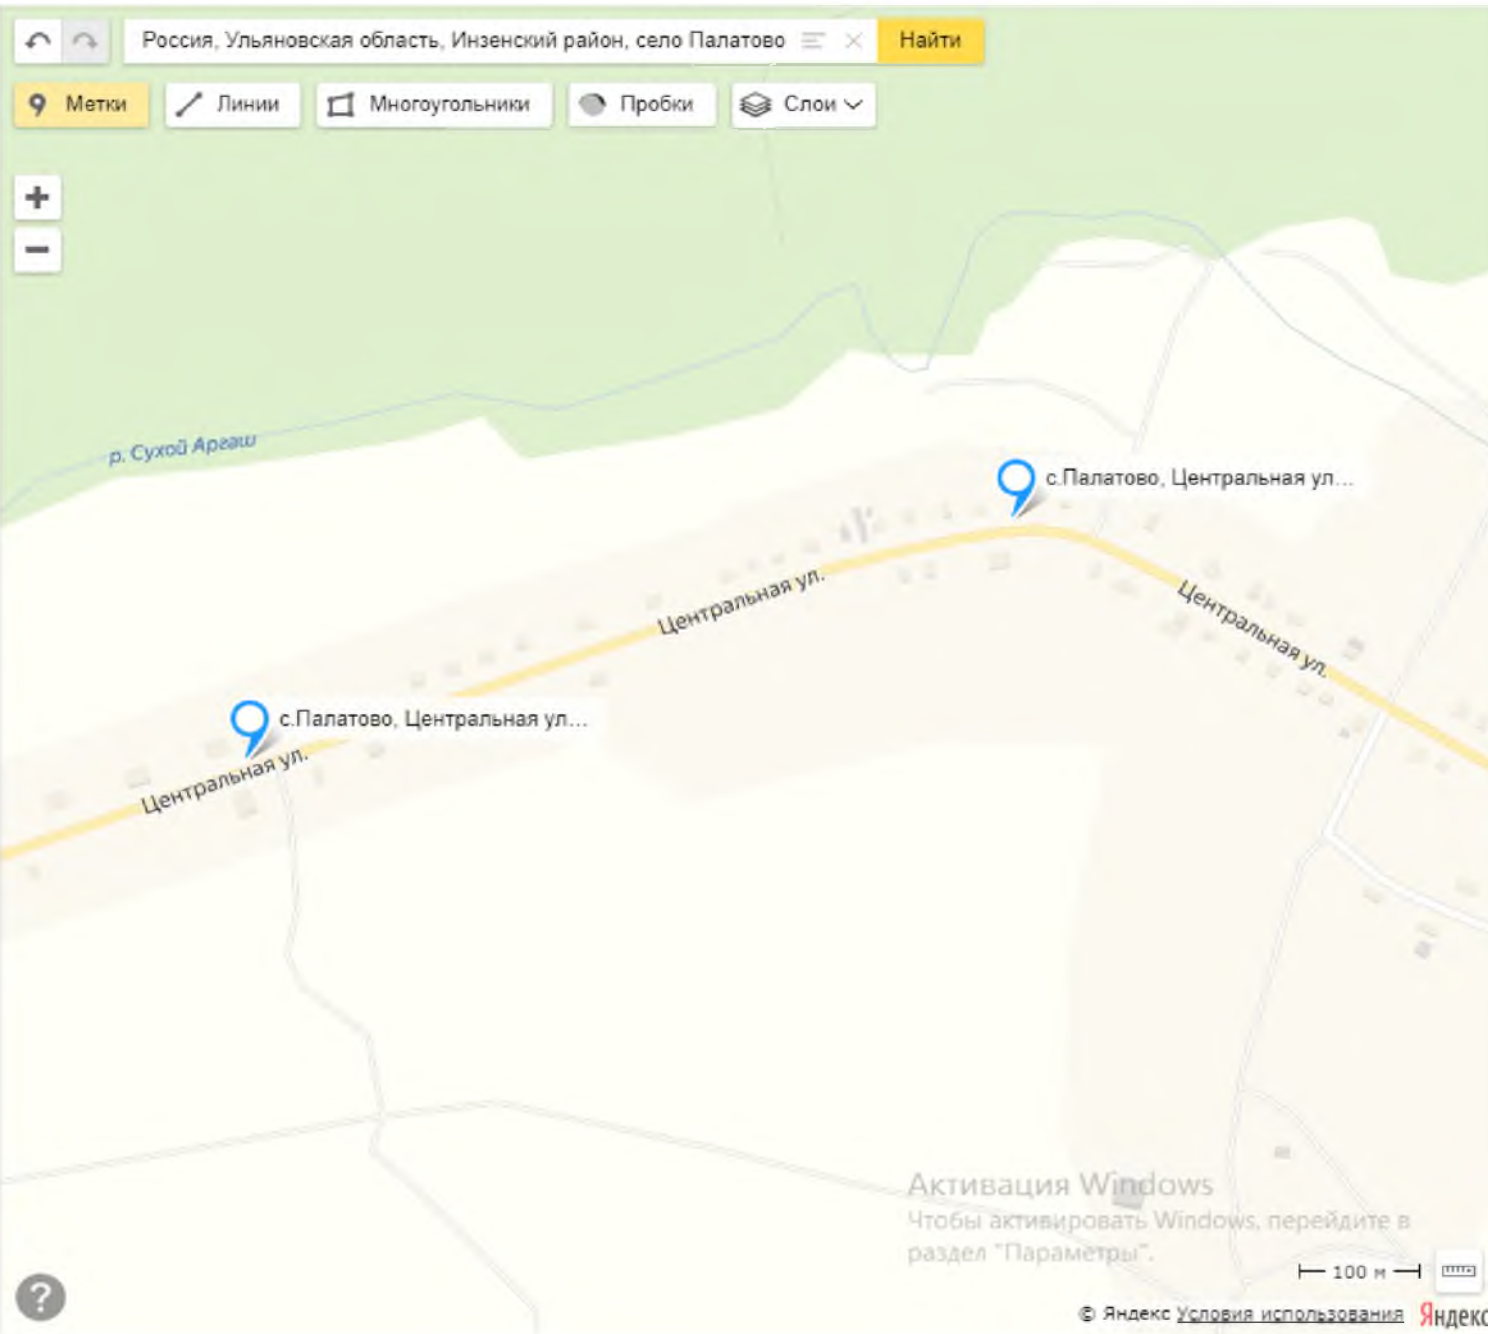 Россия, Ульяновская область, Инзенский район, село Палатово
Найти
Метки
Линии
Многоугольники
Пробки
Слои
р. Сухой Аргаш
с.Палатово, Центральная ул...
Центральная ул.
Центральная ул.
с.Палатово, Центральная ул...
Центральная ул.
Активация Windows
Чтобы активировать Windows, перейдите в
раздел "Параметры".
100 м
© Яндекс Условия использования Яндекс